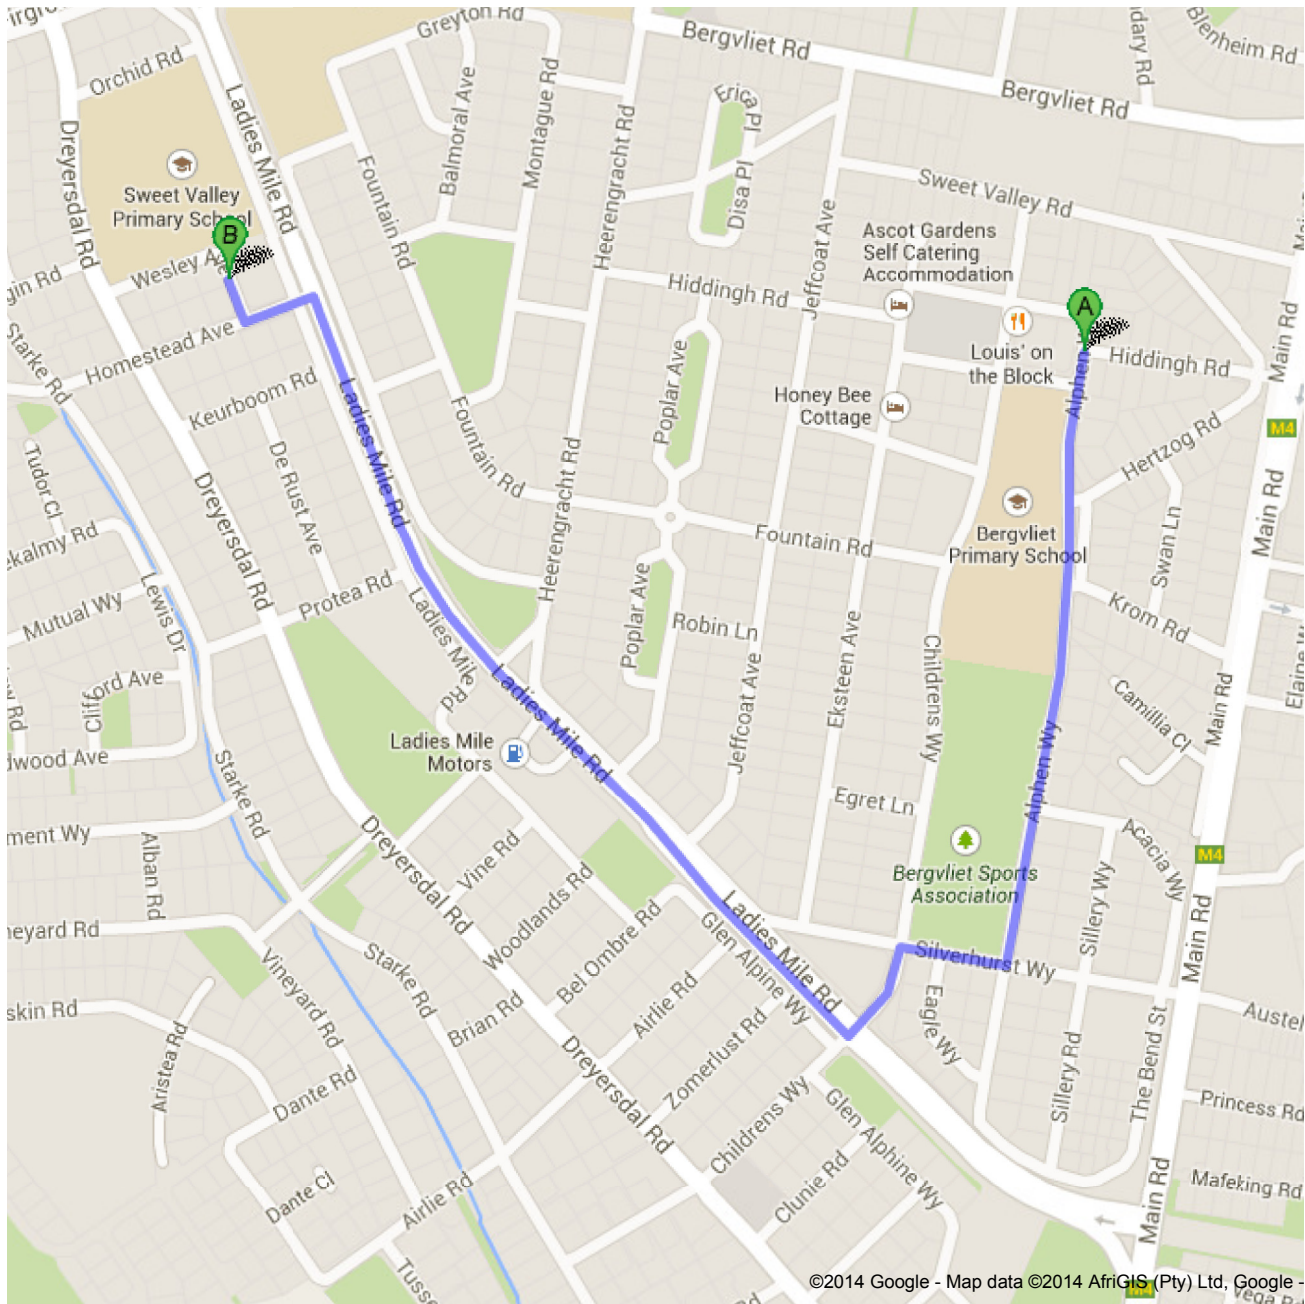 Greyton Rd
Bergvliet Rd
Blenheim Rd
Orchid Rd
Ladies Mile Rd
Balmoral Ave
Montague Rd
Heerengracht Rd
Erica Pl
Bergvliet Rd
Dreyersdal Rd
Sweet Valley
Primary School
Fountain Rd
Disa Pl
Jeffcoat Ave
Sweet Valley Rd
Ascot Gardens
Self Catering
Accommodation
B
Hiddingh Rd
A
Louis' on
the Block
Hiddingh Rd
Main Rd
Starke Rd
Homestead Ave
Keurboom Rd
Ladies Mile Rd
Poplar Ave
Honey Bee
Cottage
M4
Fountain Rd
Hertzog Rd
Tudor Cl
De Rust Ave
Dreyersdal Rd
Heerengracht Rd
Main Rd
Fountain Rd
Bergvliet
Primary School
Swan Ln
Lewis Dr
Mutual Wy
Protea Rd
Ladies Mile
Rd
Poplar Ave
Robin Ln
Krom Rd
Clifford Ave
Ladies Mile Rd
Jeffcoat Ave
Eksteen Ave
Childrens Wy
Camillia Cl
Main Rd
Ladies Mile
Motors
Alphen Wy
Starke Rd
Egret Ln
Acacia Wy
Alban Rd
Dreyersdal Rd
Vine Rd
Bergvliet Sports
Association
M4
Woodlands Rd
Bel Ombre Rd
Ladies Mile Rd
Glen Alpine Wy
Sillery Wy
Main Rd
Silverhurst Wy
Vineyard Rd
Starke Rd
Brian Rd
Airlie Rd
Eagle Wy
Aristea Rd
Zomerlust Rd
Dante Rd
Dreyersdal Rd
Childrens Wy
Glen Alphine Wy
Sillery Rd
The Bend St
Princess Rd
Dante Cl
Airlie Rd
Clunie Rd
Main Rd
Mafeking Rd
©2014 Google - Map data ©2014 AfriGIS (Pty) Ltd, Google -